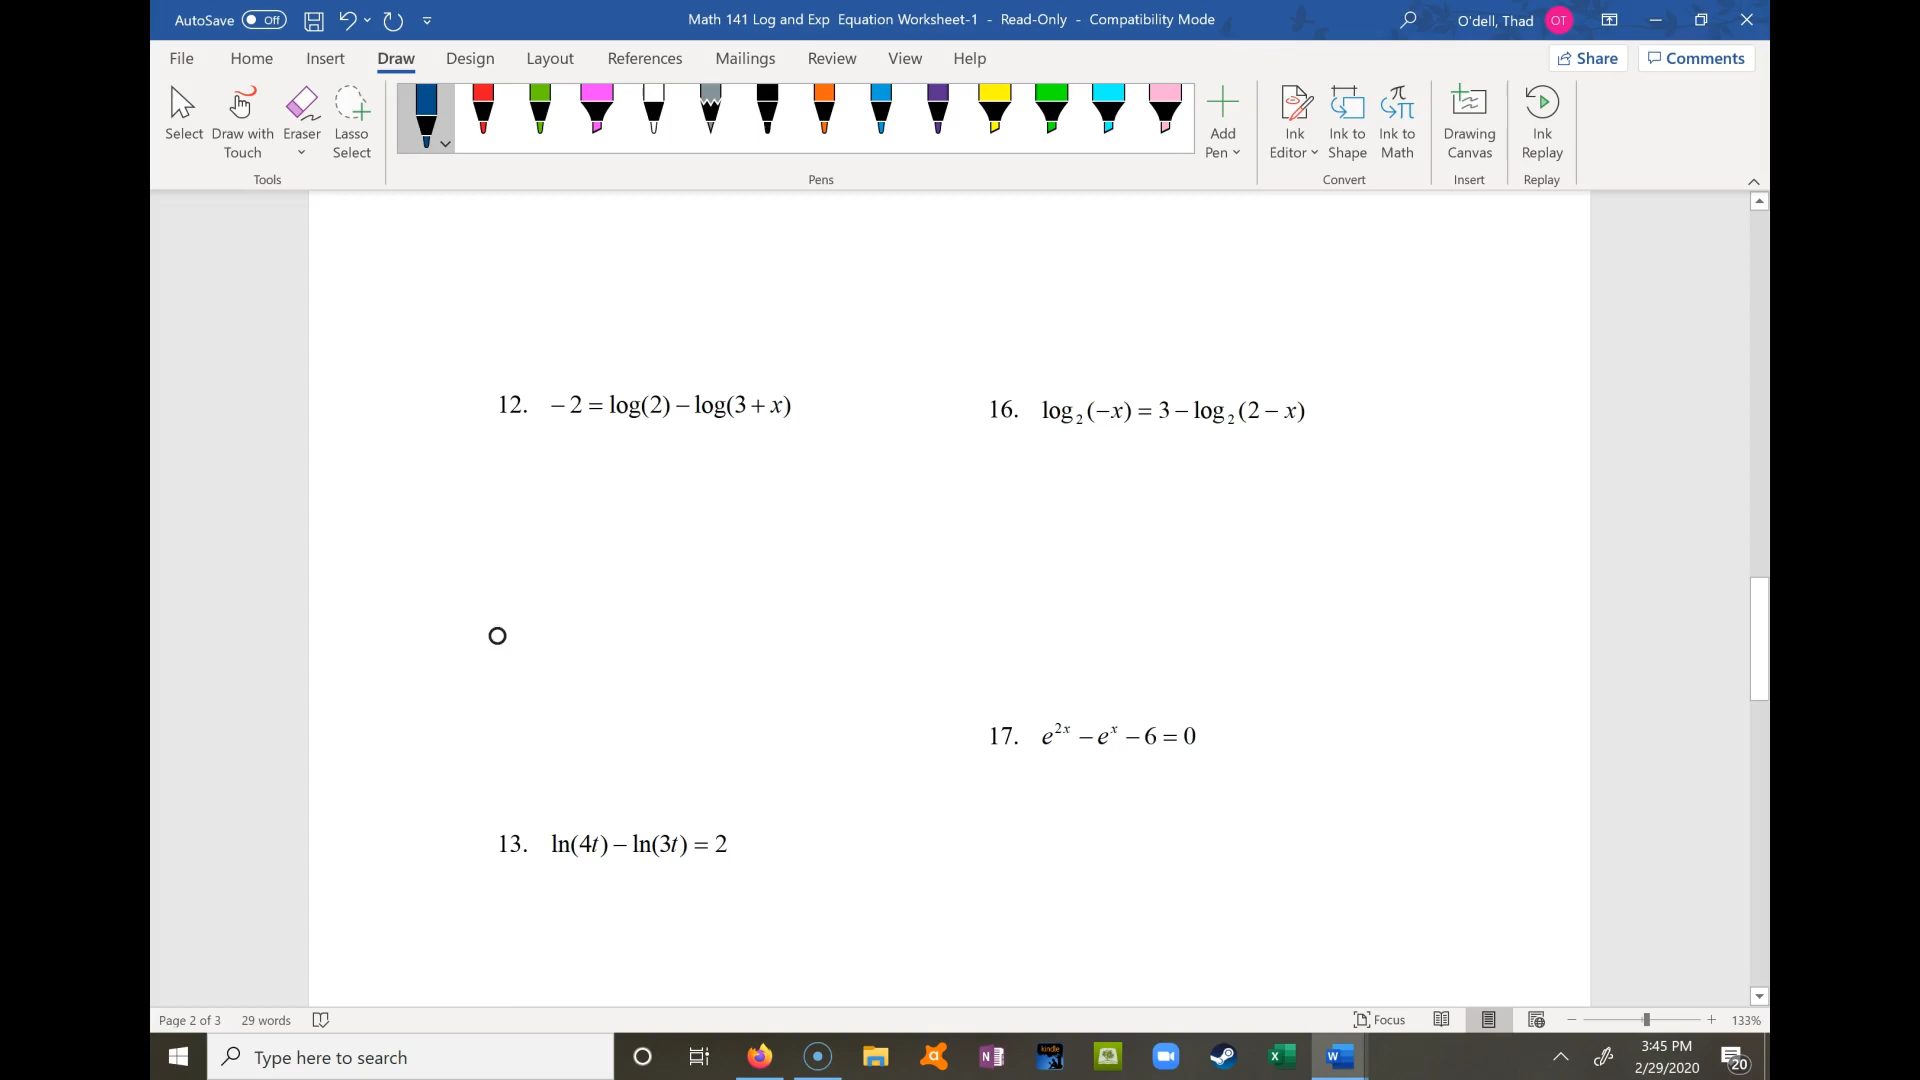 AutoSave Off
Math 141 Log and Exp Equation Worksheet-1 - Read-Only - Compatibility Mode
O'dell, Thad OT
File Home Insert Draw Design Layout References Mailings Review View Help
Share Comments
Select
Draw with Touch
Eraser
Lasso Select
Add Pen
Ink Editor
Ink to Shape
Ink to Math
Drawing Canvas
Ink Replay
Tools Pens Convert Insert Replay
12. −2 = log(2) − log(3 + x)
16. log₂(−x) = 3 − log₂(2 − x)
17. e²ˣ − eˣ − 6 = 0
13. ln(4t) − ln(3t) = 2
Page 2 of 3 29 words
Focus 133%
Type here to search
kindle
3:45 PM
2/29/2020
20